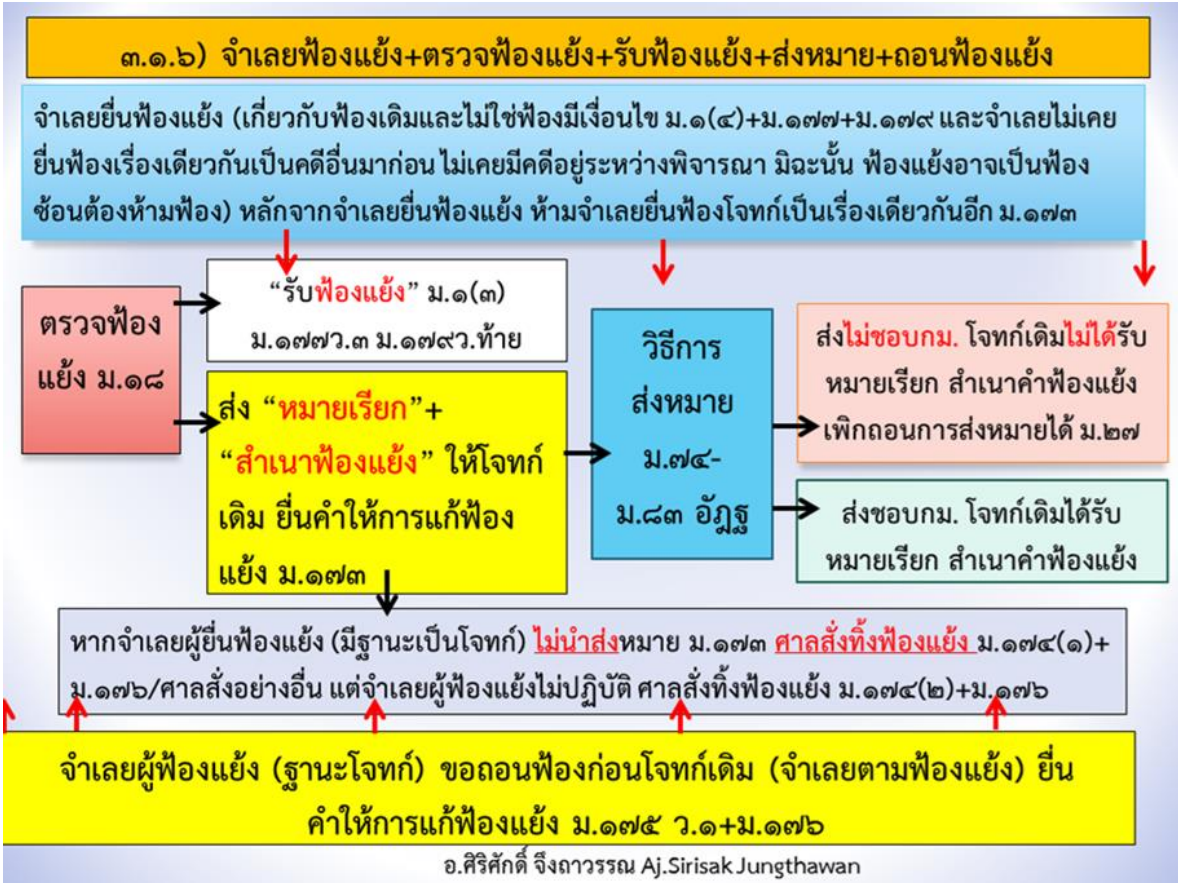 ๓.๑.๖) จำเลยฟ้องแย้ง+ตรวจฟ้องแย้ง+รับฟ้องแย้ง+ส่งหมาย+ถอนฟ้องแย้ง
จำเลยยื่นฟ้องแย้ง (เกี่ยวกับฟ้องเดิมและไม่ใช่ฟ้องมีเงื่อนไข ม.๑(๔)+ม.๑๗๗+ม.๑๗๙ และจำเลยไม่เคย
ยื่นฟ้องเรื่องเดียวกันเป็นคดีอื่นมาก่อน ไม่เคยมีคดีอยู่ระหว่างพิจารณา มิฉะนั้น ฟ้องแย้งอาจเป็นฟ้อง
ซ้อนต้องห้ามฟ้อง) หลักจากจำเลยยื่นฟ้องแย้ง ห้ามจำเลยยื่นฟ้องโจทก์เป็นเรื่องเดียวกันอีก ม.๑๗๓
ตรวจฟ้อง
แย้ง ม.๑๘
“รับฟ้องแย้ง” ม.๑(๓)
ม.๑๗๗ว.๓ ม.๑๗๙ว.ท้าย
ส่ง “หมายเรียก”+
“สำเนาฟ้องแย้ง” ให้โจทก์
เดิม ยื่นคำให้การแก้ฟ้อง
แย้ง ม.๑๗๓
วิธีการ
ส่งหมาย
ม.๗๔-
ม.๘๓ อัฎฐ
ส่งไม่ชอบกม. โจทก์เดิมไม่ได้รับ
หมายเรียก สำเนาคำฟ้องแย้ง
เพิกถอนการส่งหมายได้ ม.๒๗
ส่งชอบกม. โจทก์เดิมได้รับ
หมายเรียก สำเนาคำฟ้องแย้ง
หากจำเลยผู้ยื่นฟ้องแย้ง (มีฐานะเป็นโจทก์) ไม่นำส่งหมาย ม.๑๗๓ ศาลสั่งทิ้งฟ้องแย้ง ม.๑๗๔(๑)+
ม.๑๗๖/ศาลสั่งอย่างอื่น แต่จำเลยผู้ฟ้องแย้งไม่ปฏิบัติ ศาลสั่งทิ้งฟ้องแย้ง ม.๑๗๔(๒)+ม.๑๗๖
จำเลยผู้ฟ้องแย้ง (ฐานะโจทก์) ขอถอนฟ้องก่อนโจทก์เดิม (จำเลยตามฟ้องแย้ง) ยื่น
คำให้การแก้ฟ้องแย้ง ม.๑๗๕ ว.๑+ม.๑๗๖
อ.ศิริศักดิ์ จึงถาวรรณ Aj.Sirisak Jungthawan